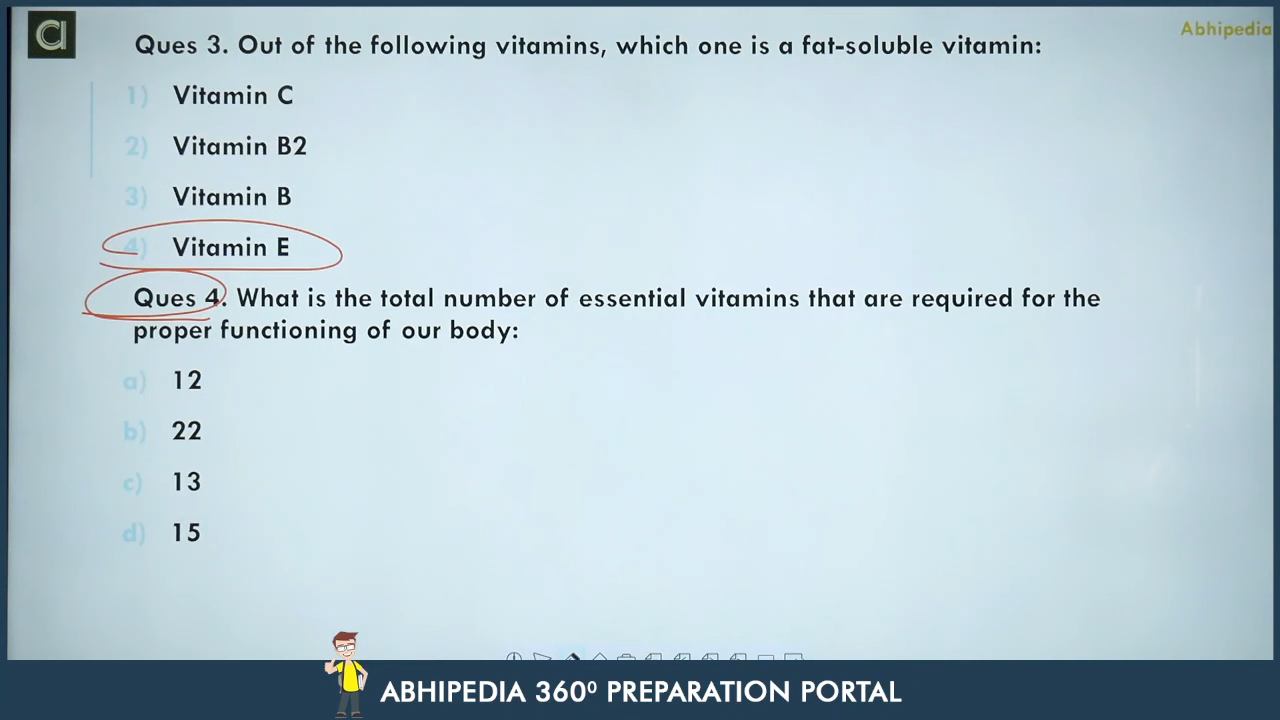 Abhipedia
Ques 3. Out of the following vitamins, which one is a fat-soluble vitamin:
1) Vitamin C
2) Vitamin B2
3) Vitamin B
4) Vitamin E
Ques 4. What is the total number of essential vitamins that are required for the
proper functioning of our body:
a) 12
b) 22
c) 13
d) 15
ABHIPEDIA 360⁰ PREPARATION PORTAL